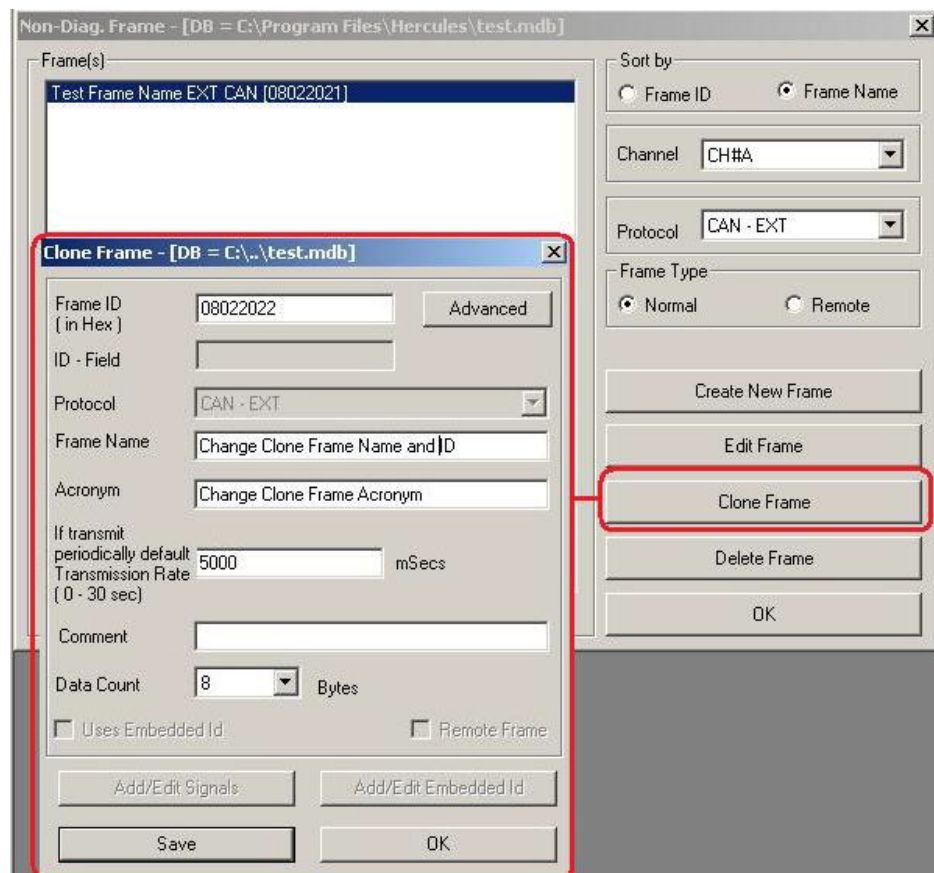 Non-Diag. Frame - [DB = C:\Program Files\Hercules\test.mdb]
Frame(s)
Test Frame Name EXT CAN [08022021]
Sort by
Frame ID
Frame Name
Channel
CH#A
Protocol
CAN - EXT
Frame Type
Normal
Remote
Create New Frame
Edit Frame
Clone Frame
Delete Frame
OK
Clone Frame - [DB = C:\..\test.mdb]
Frame ID
( in Hex )
08022022
Advanced
ID - Field
Protocol
CAN - EXT
Frame Name
Change Clone Frame Name and ID
Acronym
Change Clone Frame Acronym
If transmit
periodically default
Transmission Rate
( 0 - 30 sec)
5000
mSecs
Comment
Data Count
8
Bytes
Uses Embedded Id
Remote Frame
Add/Edit Signals
Add/Edit Embedded Id
Save
OK